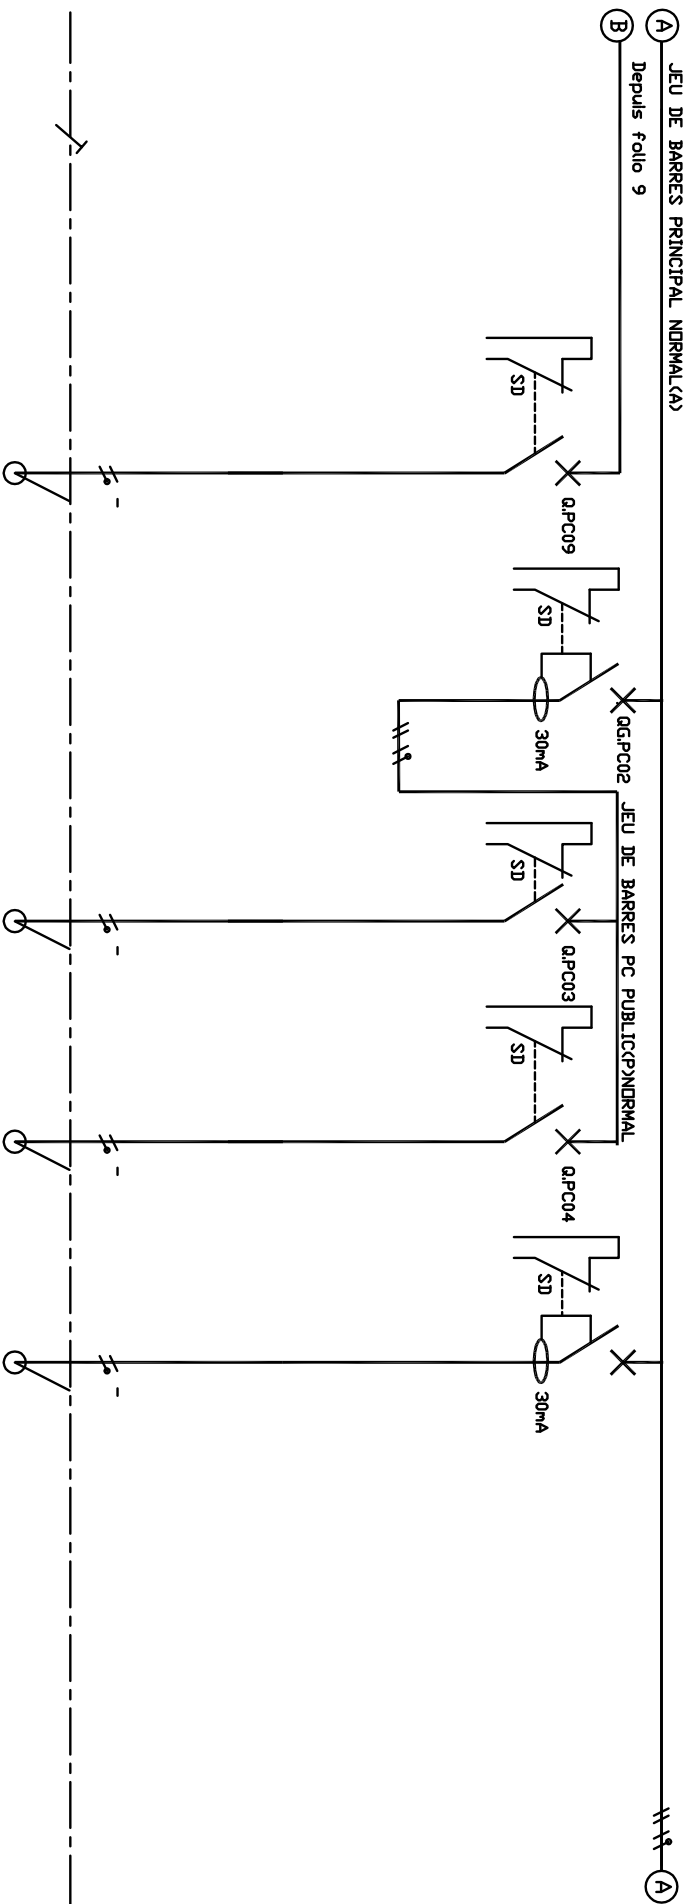 A JEU DE BARRES PRINCIPAL NORMAL(A) A
B Depuis folio 9
SD
Q.PC09
SD
QG.PC02
30mA
JEU DE BARRES PC PUBLIC(P)NORMAL
SD
Q.PC03
SD
Q.PC04
SD
30mA